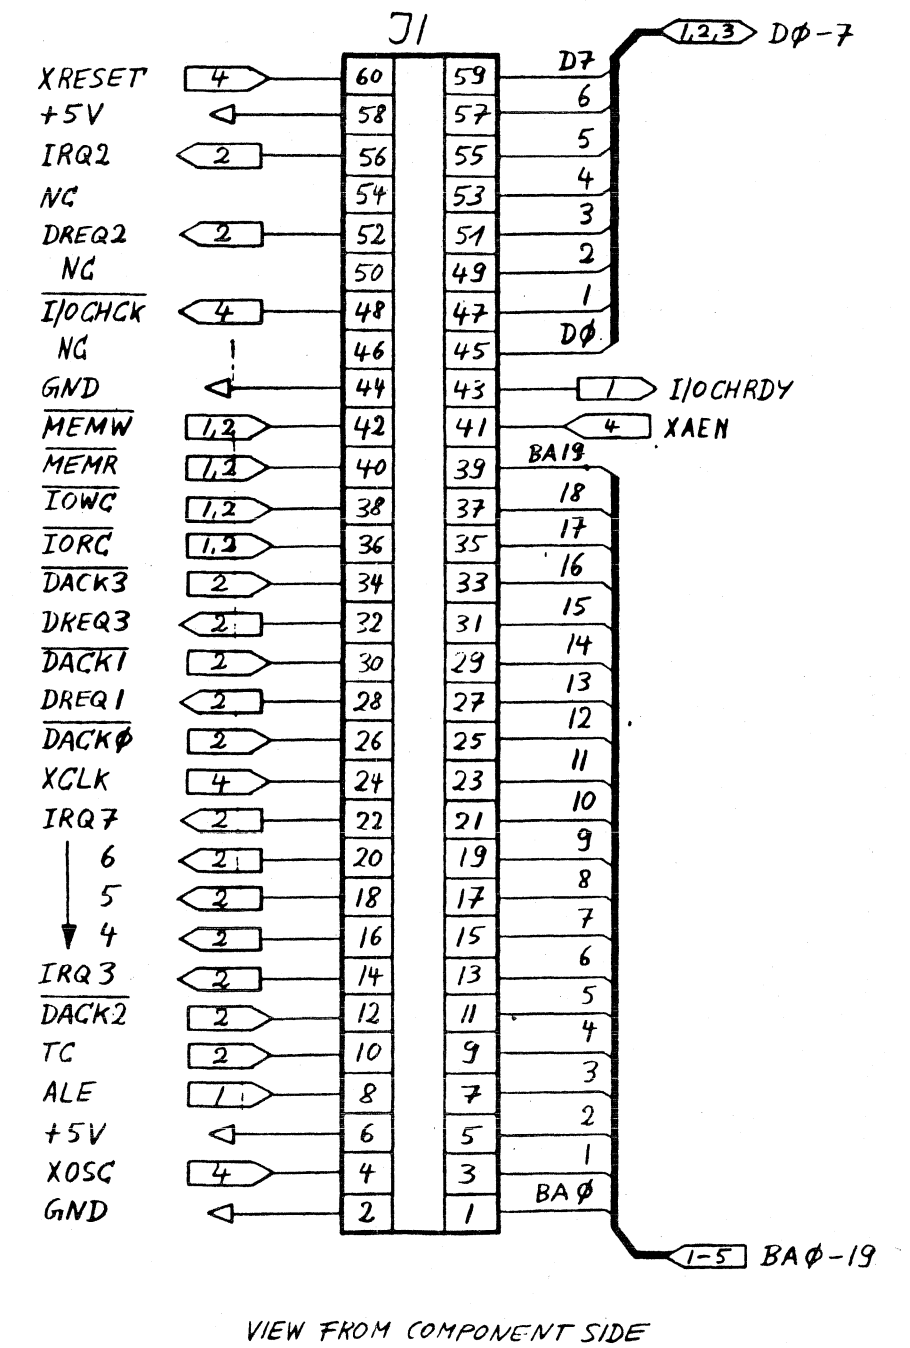 J1
1,2,3 DØ-7
XRESET 4 60 59 D7
+5V 58 57 6
IRQ2 2 56 55 5
NC 54 53 4
DREQ2 2 52 51 3
NC 50 49 2
I/OCHCK 4 48 47 1
NC 46 45 DØ
GND 44 43 1 I/OCHRDY
MEMW 1,2 42 41 4 XAEN
MEMR 1,2 40 39 BA19
IOWC 1,2 38 37 18
IORC 1,2 36 35 17
DACK3 2 34 33 16
DREQ3 2 32 31 15
DACK1 2 30 29 14
DREQ1 2 28 27 13
DACKØ 2 26 25 12
XCLK 4 24 23 11
IRQ7 2 22 21 10
6 2 20 19 9
5 2 18 17 8
4 2 16 15 7
IRQ3 2 14 13 6
DACK2 2 12 11 5
TC 2 10 9 4
ALE 1 8 7 3
+5V 6 5 2
XOSC 4 4 3 1
GND 2 1 BAØ
1-5 BAØ-19
VIEW FROM COMPONENT SIDE